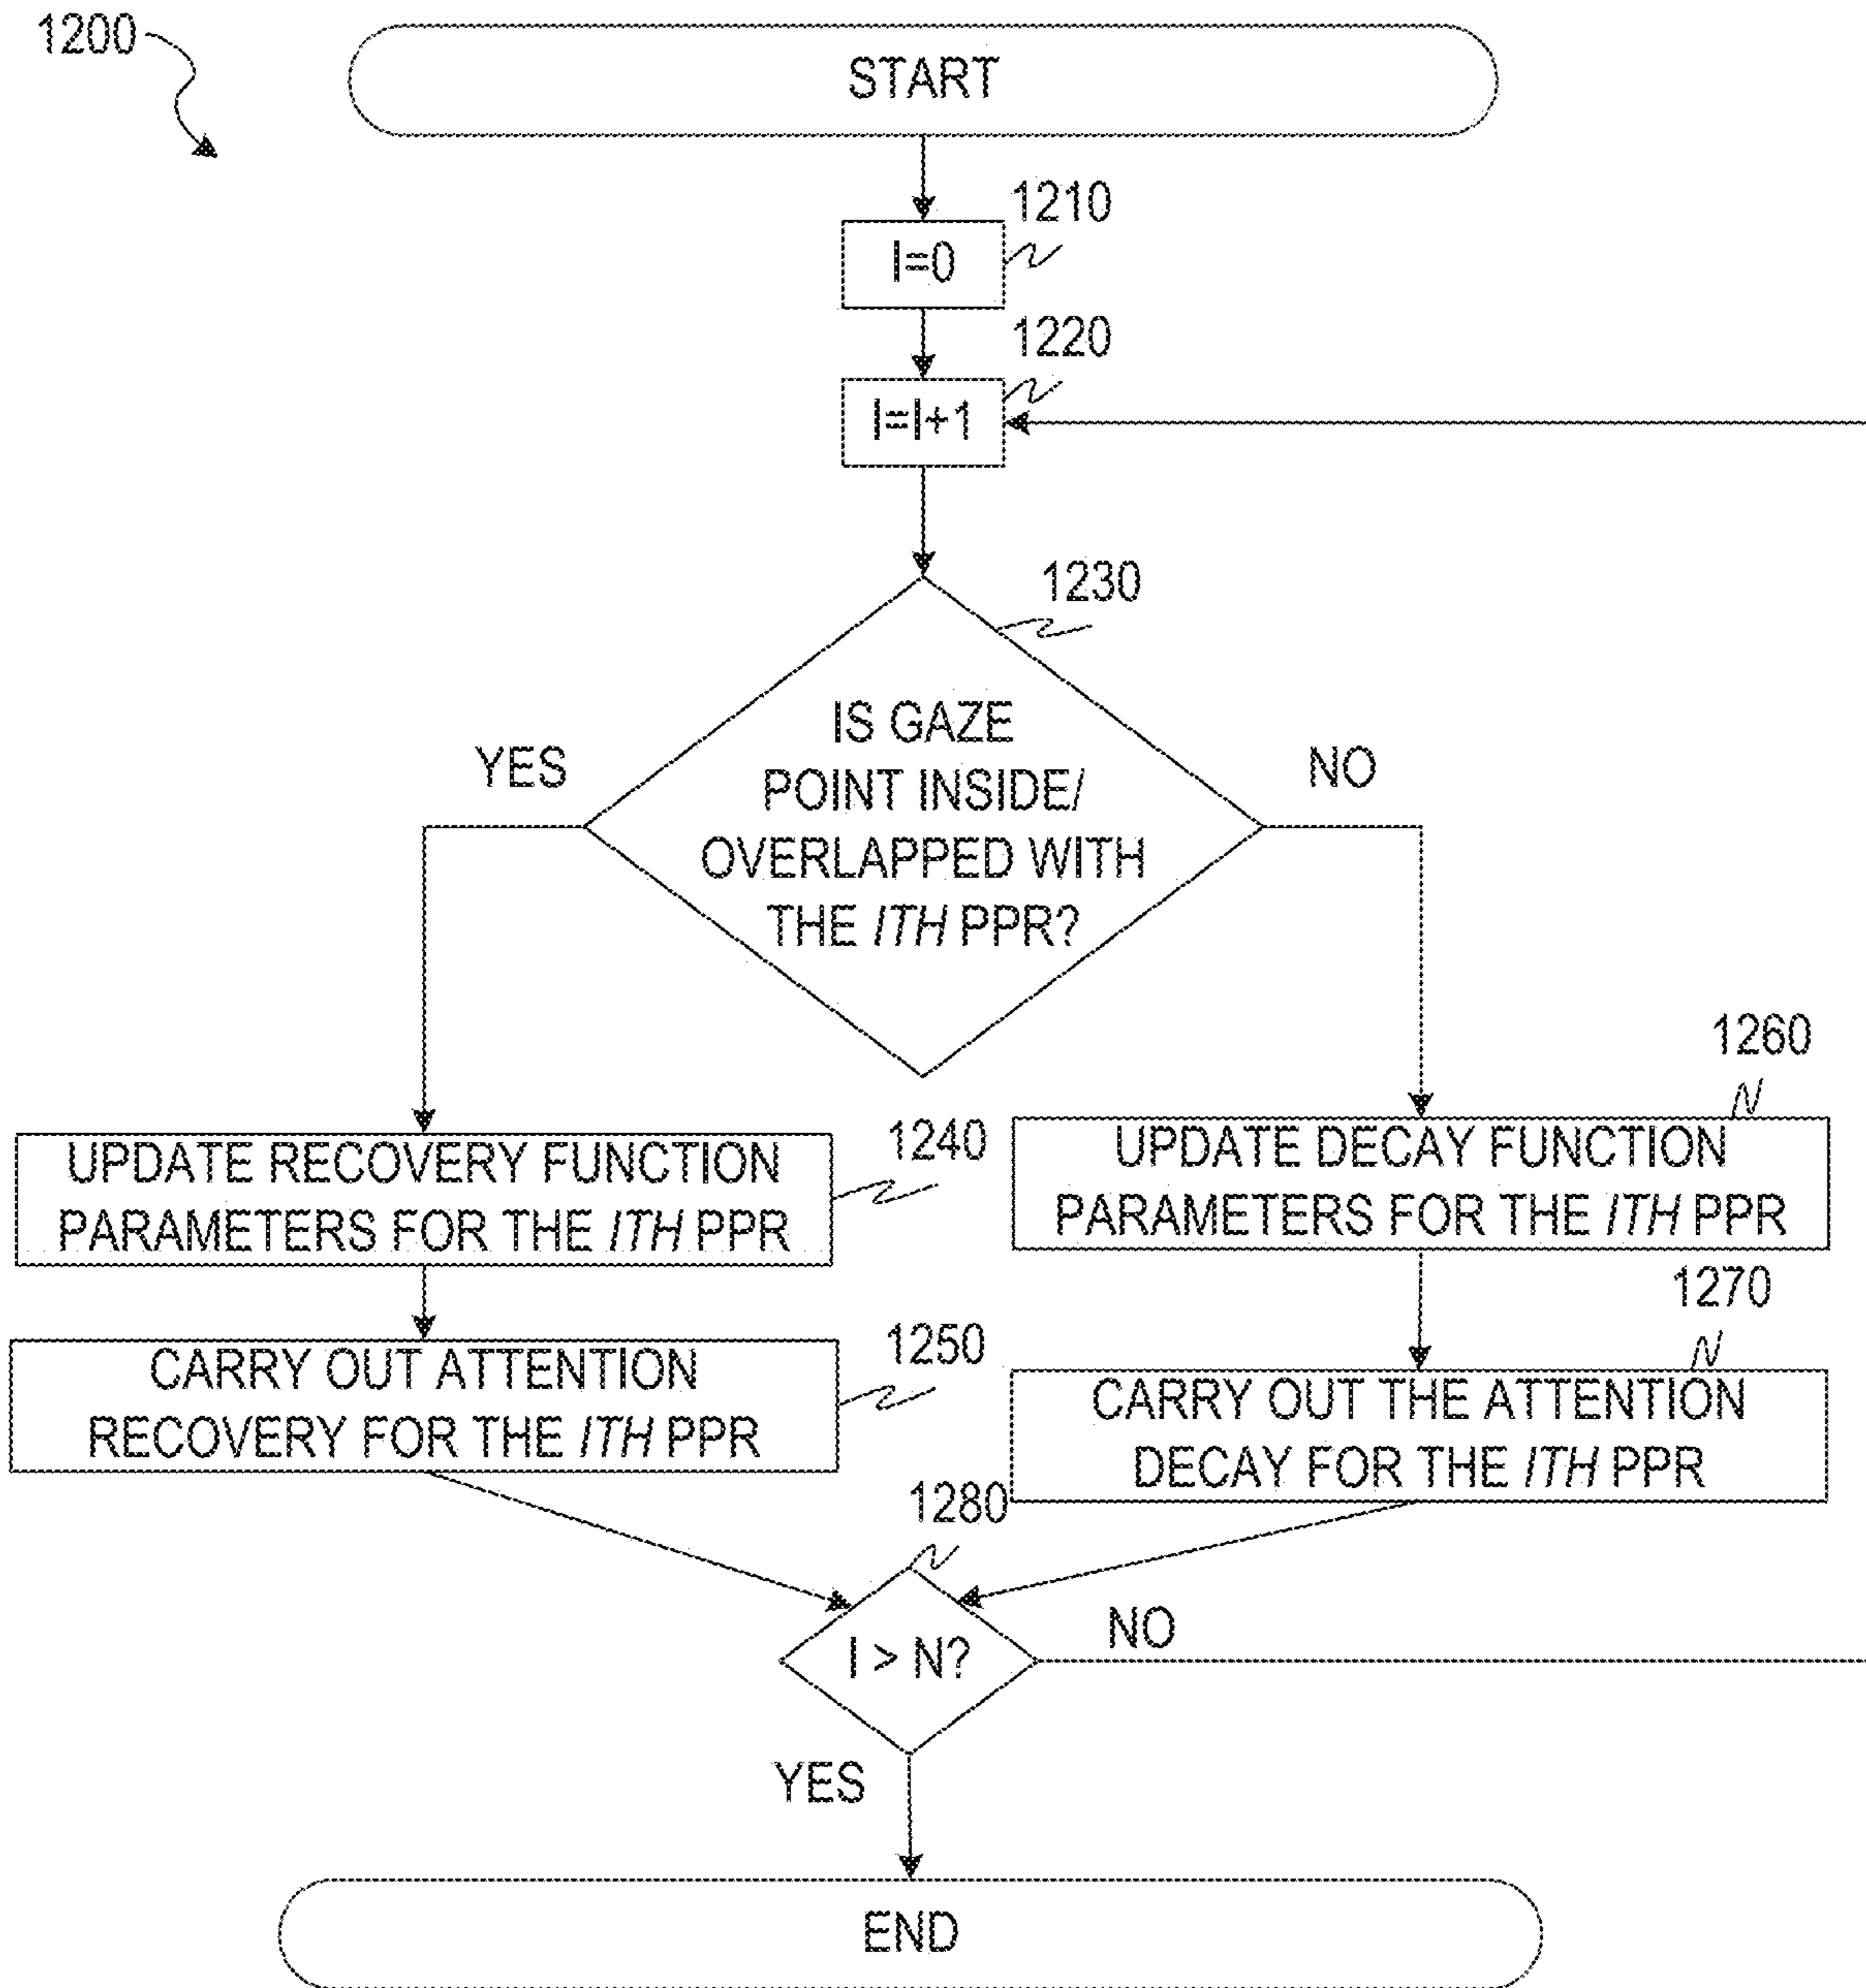 1200
START
1210
I=0
1220
I=I+1
1230
IS GAZE
POINT INSIDE/
OVERLAPPED WITH
THE ITH PPR?
YES
NO
1260
UPDATE RECOVERY FUNCTION
PARAMETERS FOR THE ITH PPR
1240
UPDATE DECAY FUNCTION
PARAMETERS FOR THE ITH PPR
1270
CARRY OUT ATTENTION
RECOVERY FOR THE ITH PPR
1250
CARRY OUT THE ATTENTION
DECAY FOR THE ITH PPR
1280
I > N?
NO
YES
END